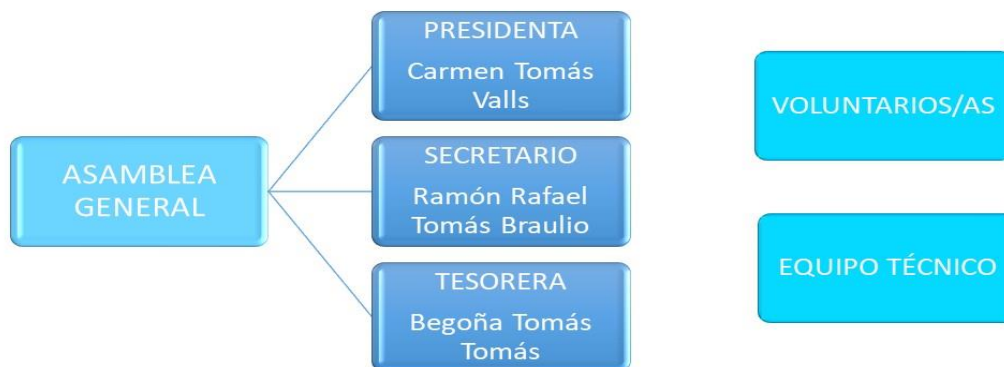 ASAMBLEA
GENERAL
PRESIDENTA
Carmen Tomás
Valls
SECRETARIO
Ramón Rafael
Tomás Braulio
TESORERA
Begoña Tomás
Tomás
VOLUNTARIOS/AS
EQUIPO TÉCNICO